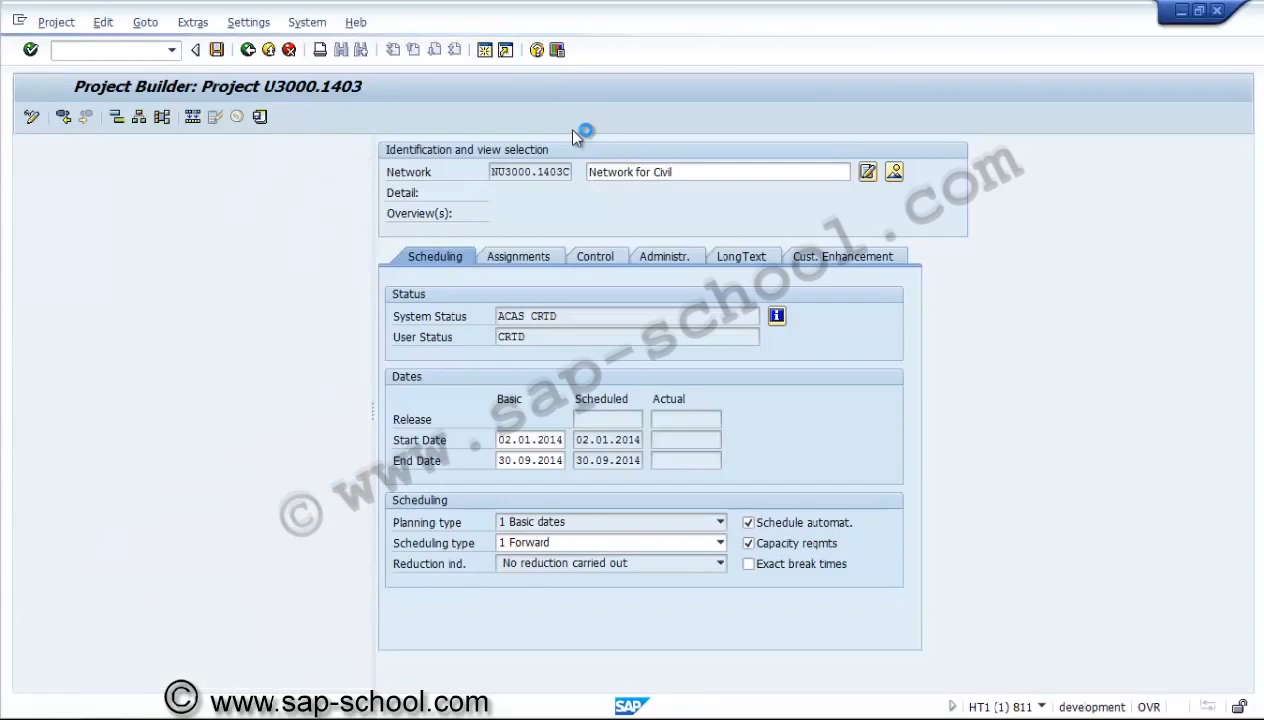 Project Edit Goto Extras Settings System Help
Project Builder: Project U3000.1403
Identification and view selection
Network NU3000.1403C Network for Civil
Detail:
Overview(s):
Scheduling Assignments Control Administr. LongText Cust. Enhancement
Status
System Status ACAS CRTD
User Status CRTD
Dates
Basic Scheduled Actual
Release
Start Date 02.01.2014 02.01.2014
End Date 30.09.2014 30.09.2014
Scheduling
Planning type 1 Basic dates Schedule automat.
Scheduling type 1 Forward Capacity reqmts
Reduction ind. No reduction carried out Exact break times
© www.sap-school.com
© www.sap-school.com
SAP HT1 (1) 811 development OVR